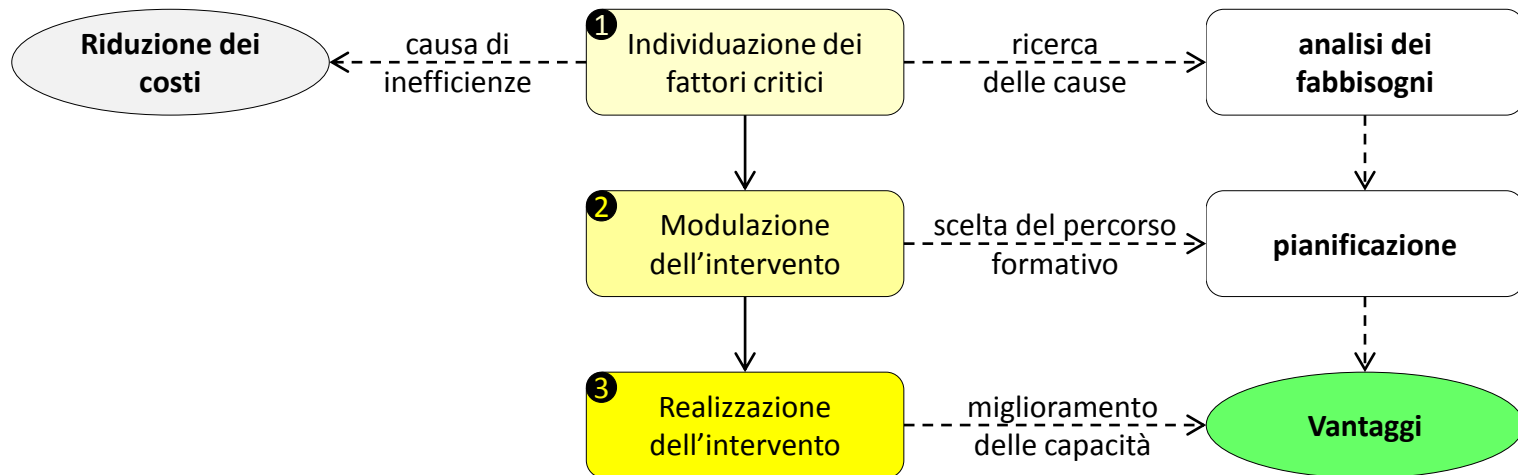 Riduzione dei
costi
causa di
inefficienze
1
Individuazione dei
fattori critici
ricerca
delle cause
analisi dei
fabbisogni
2
Modulazione
dell’intervento
scelta del percorso
formativo
pianificazione
3
Realizzazione
dell’intervento
miglioramento
delle capacità
Vantaggi